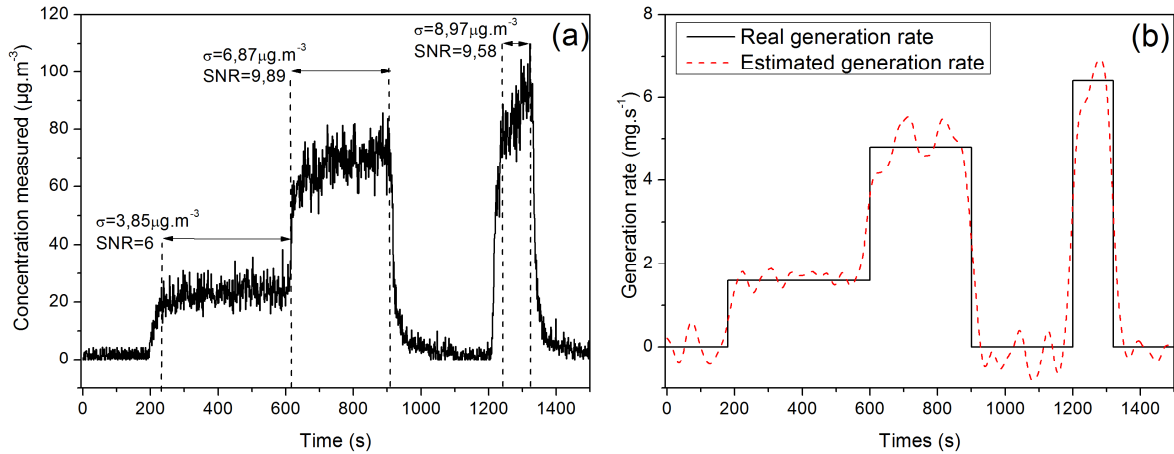 120
100
80
60
40
20
0
Concentration measured (µg.m-3)
σ=3,85µg.m-3
SNR=6
σ=6,87µg.m-3
SNR=9,89
σ=8,97µg.m-3
SNR=9,58
(a)
0 200 400 600 800 1000 1200 1400
Time (s)
8
6
4
2
0
Generation rate (mg.s-1)
Real generation rate
Estimated generation rate
(b)
0 200 400 600 800 1000 1200 1400
Times (s)